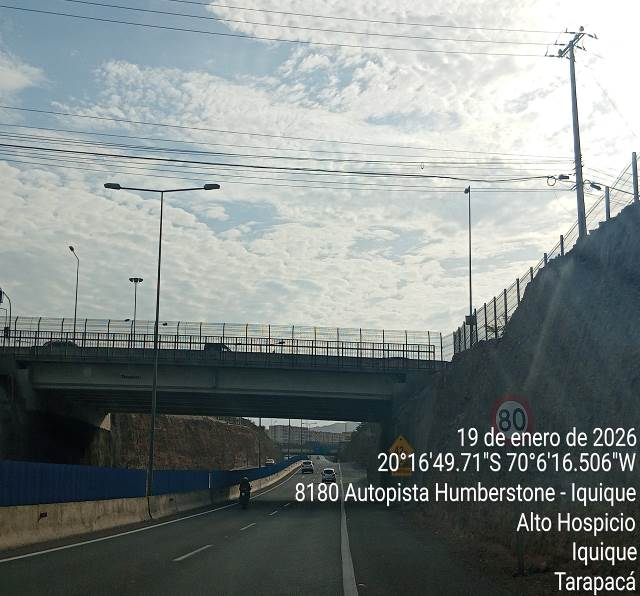 80
19 de enero de 2026
20°16'49.71"S 70°6'16.506"W
8180 Autopista Humberstone - Iquique
Alto Hospicio
Iquique
Tarapacá